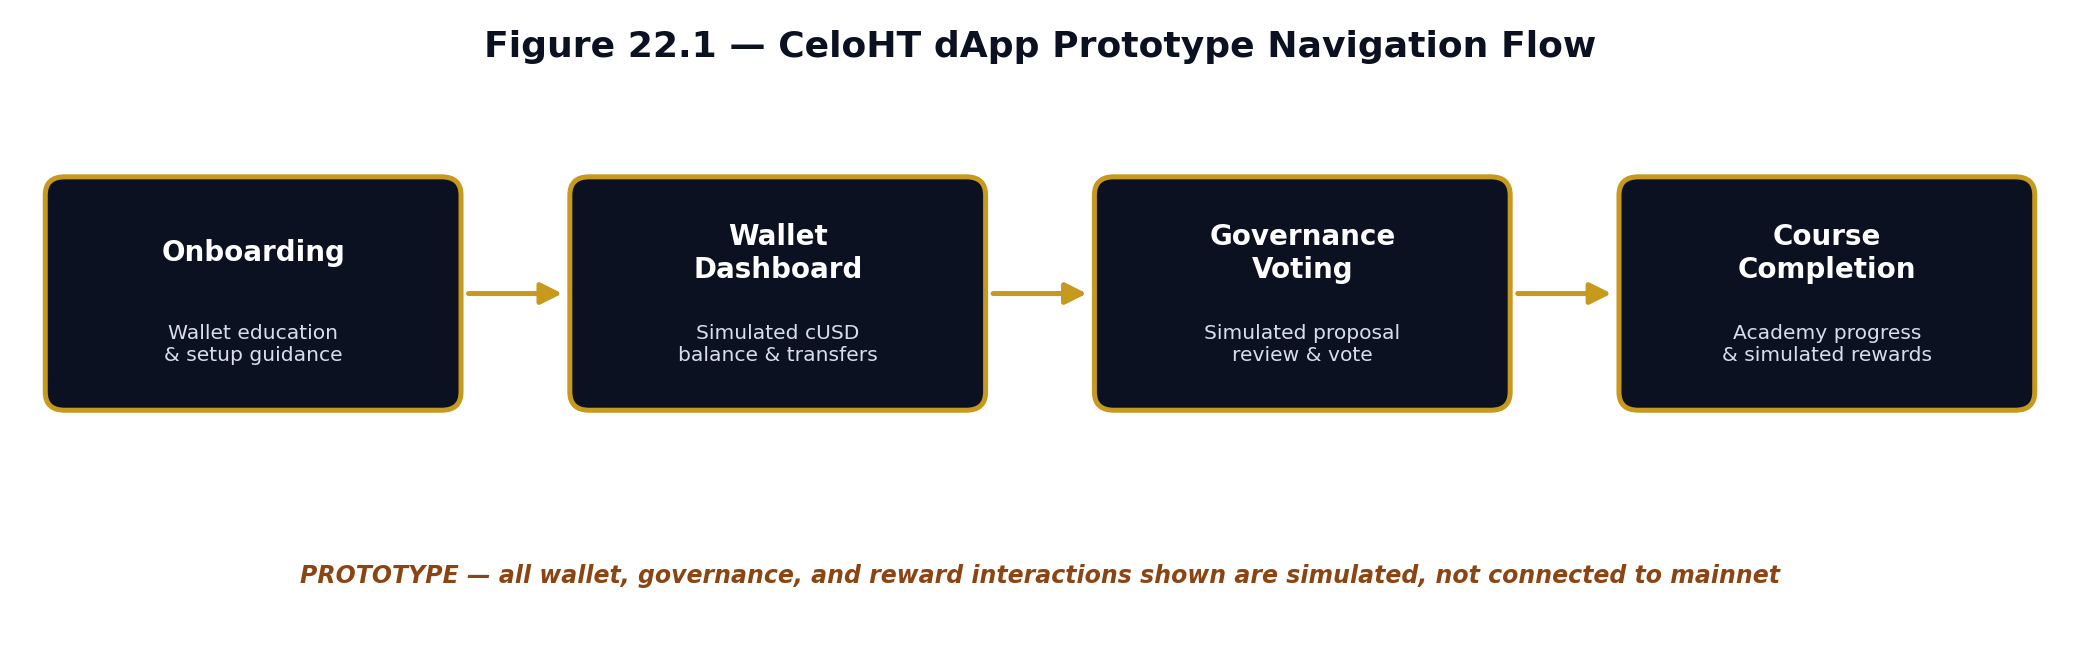 Figure 22.1 — CeloHT dApp Prototype Navigation Flow
Onboarding
Wallet education
& setup guidance
Wallet
Dashboard
Simulated cUSD
balance & transfers
Governance
Voting
Simulated proposal
review & vote
Course
Completion
Academy progress
& simulated rewards
PROTOTYPE — all wallet, governance, and reward interactions shown are simulated, not connected to mainnet